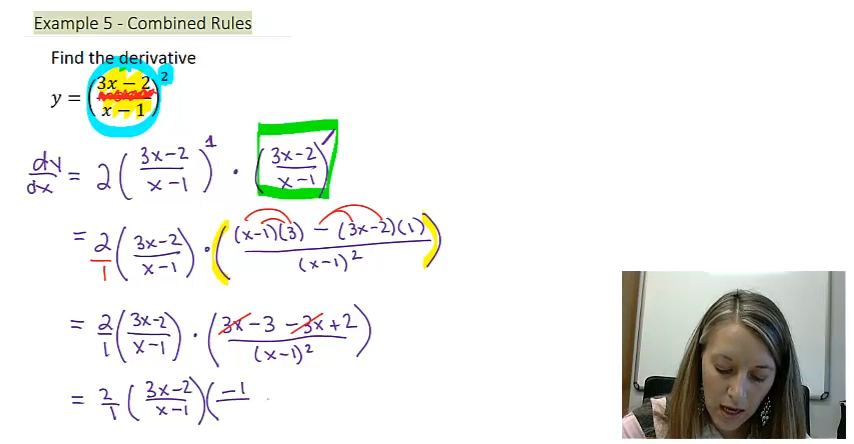 Example 5 - Combined Rules
Find the derivative
y = ((3x − 2)/(x − 1))^2
dy/dx = 2 ((3x-2)/(x-1))^1 · ((3x-2)/(x-1))′
= 2/1 ((3x-2)/(x-1)) · (((x-1)(3) − (3x-2)(1))/(x-1)^2)
= 2/1 ((3x-2)/(x-1)) · ((3x - 3 - 3x + 2)/(x-1)^2)
= 2/1 ((3x-2)/(x-1)) (-1/